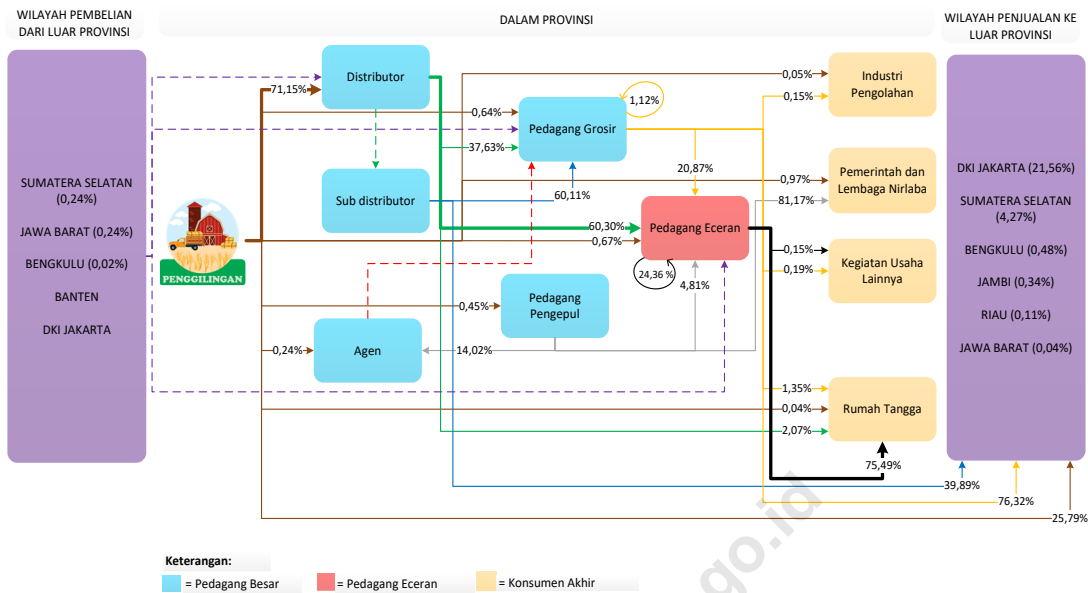 WILAYAH PEMBELIAN
DARI LUAR PROVINSI
DALAM PROVINSI
WILAYAH PENJUALAN KE
LUAR PROVINSI
SUMATERA SELATAN
(0,24%)
JAWA BARAT (0,24%)
BENGKULU (0,02%)
BANTEN
DKI JAKARTA
PENGGILINGAN
71,15%
Distributor
0,64%
37,63%
Pedagang Grosir
1,12%
Sub distributor
60,11%
20,87%
60,30%
0,67%
Pedagang Eceran
24,36 %
4,81%
0,45%
Pedagang
Pengepul
0,24%
Agen
14,02%
0,05%
0,15%
Industri
Pengolahan
0,97%
81,17%
Pemerintah dan
Lembaga Nirlaba
0,15%
0,19%
Kegiatan Usaha
Lainnya
1,35%
0,04%
2,07%
Rumah Tangga
75,49%
DKI JAKARTA (21,56%)
SUMATERA SELATAN
(4,27%)
BENGKULU (0,48%)
JAMBI (0,34%)
RIAU (0,11%)
JAWA BARAT (0,04%)
39,89%
76,32%
25,79%
go.id
Keterangan:
= Pedagang Besar
= Pedagang Eceran
= Konsumen Akhir